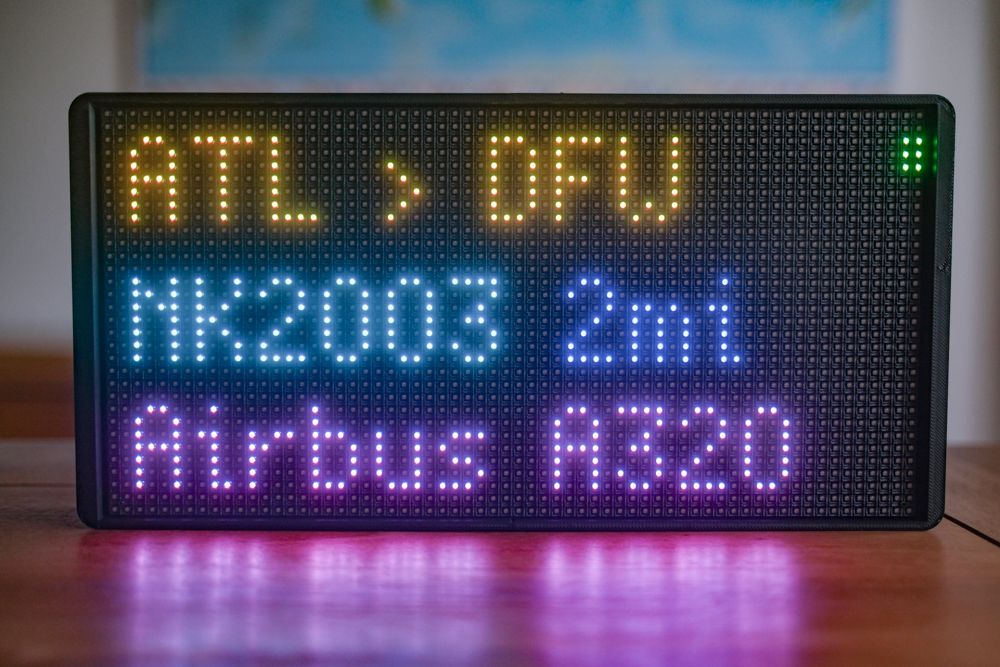 ATL > DFW
NK2003 2mi
Airbus A320